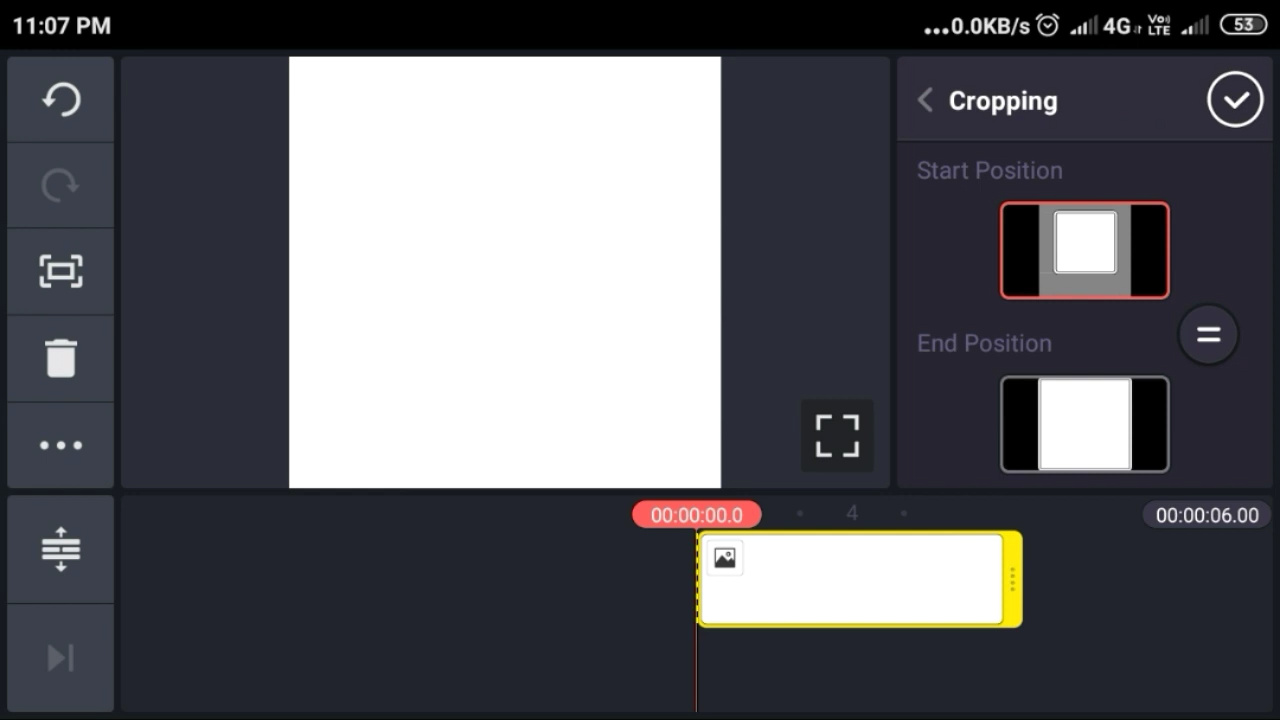 11:07 PM
...0.0KB/s 4G Vo) LTE 53
Cropping
Start Position
End Position
00:00:00.0
4
00:00:06.00